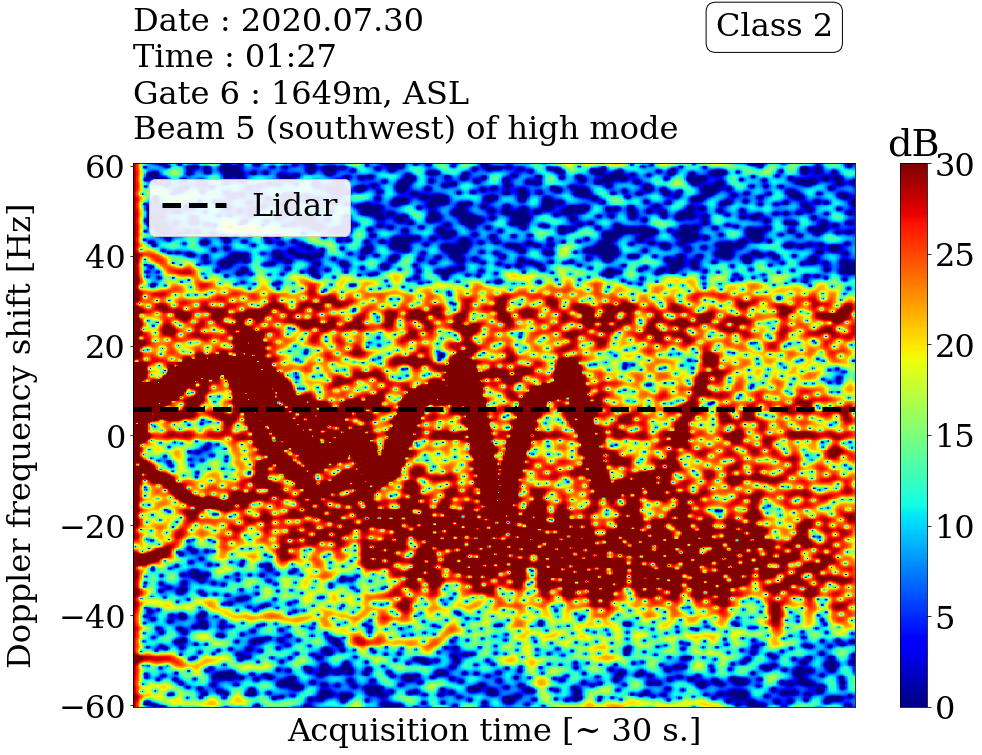 Date : 2020.07.30
Time : 01:27
Gate 6 : 1649m, ASL
Beam 5 (southwest) of high mode
Class 2
dB
Lidar
60
40
20
0
−20
−40
−60
Doppler frequency shift [Hz]
Acquisition time [~ 30 s.]
30
25
20
15
10
5
0